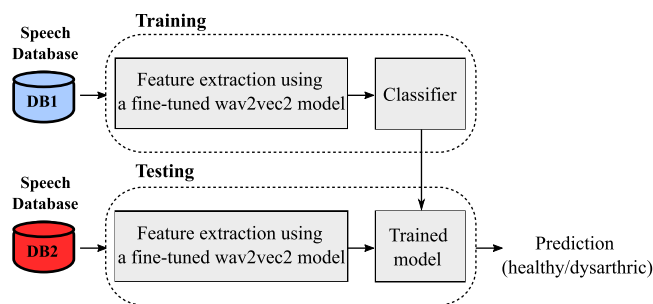 Training
Speech
Database
DB1
Feature extraction using
a fine-tuned wav2vec2 model
Classifier
Testing
Speech
Database
DB2
Feature extraction using
a fine-tuned wav2vec2 model
Trained
model
Prediction
(healthy/dysarthric)